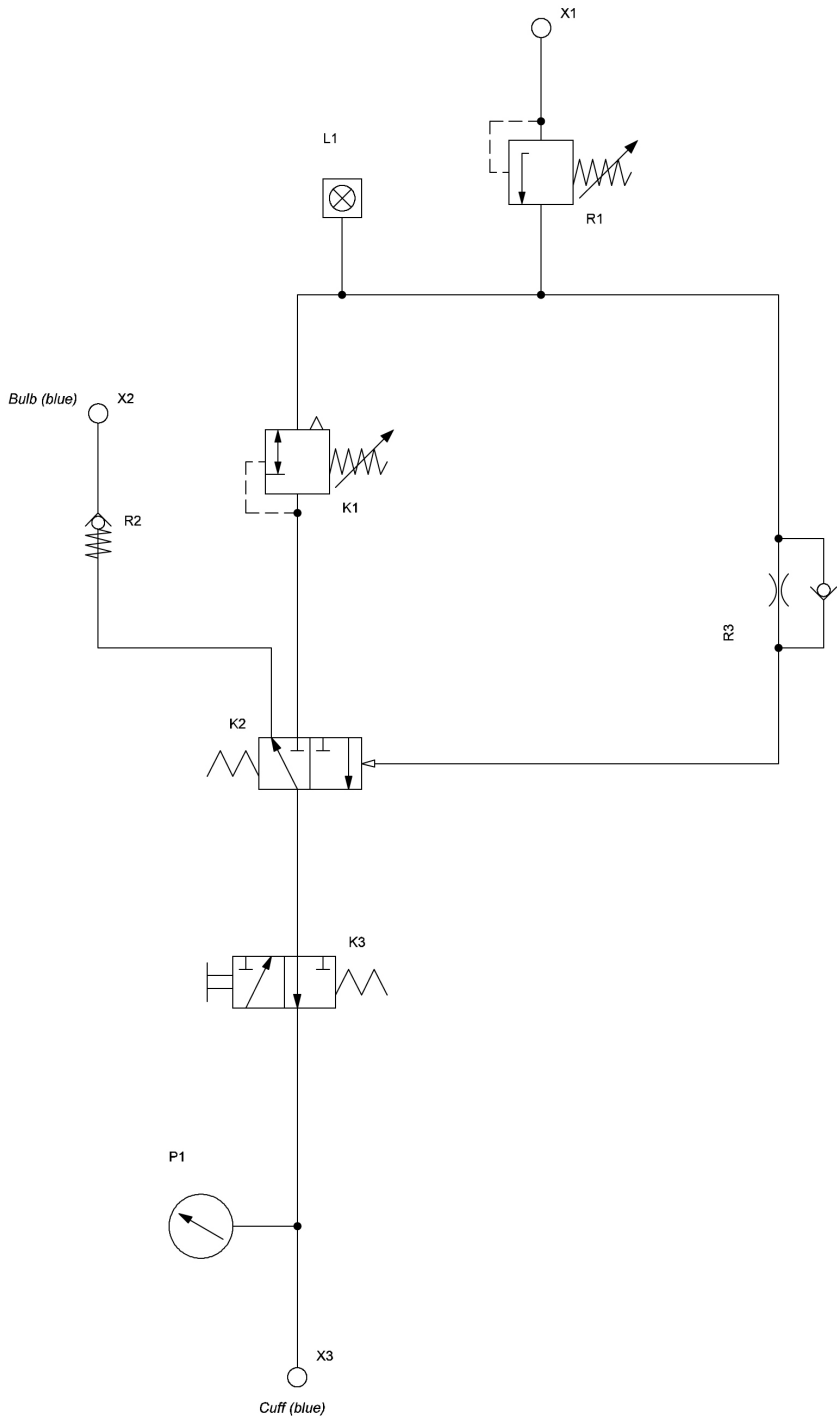 X1
L1
R1
Bulb (blue) X2
R2
K1
R3
K2
K3
P1
X3
Cuff (blue)